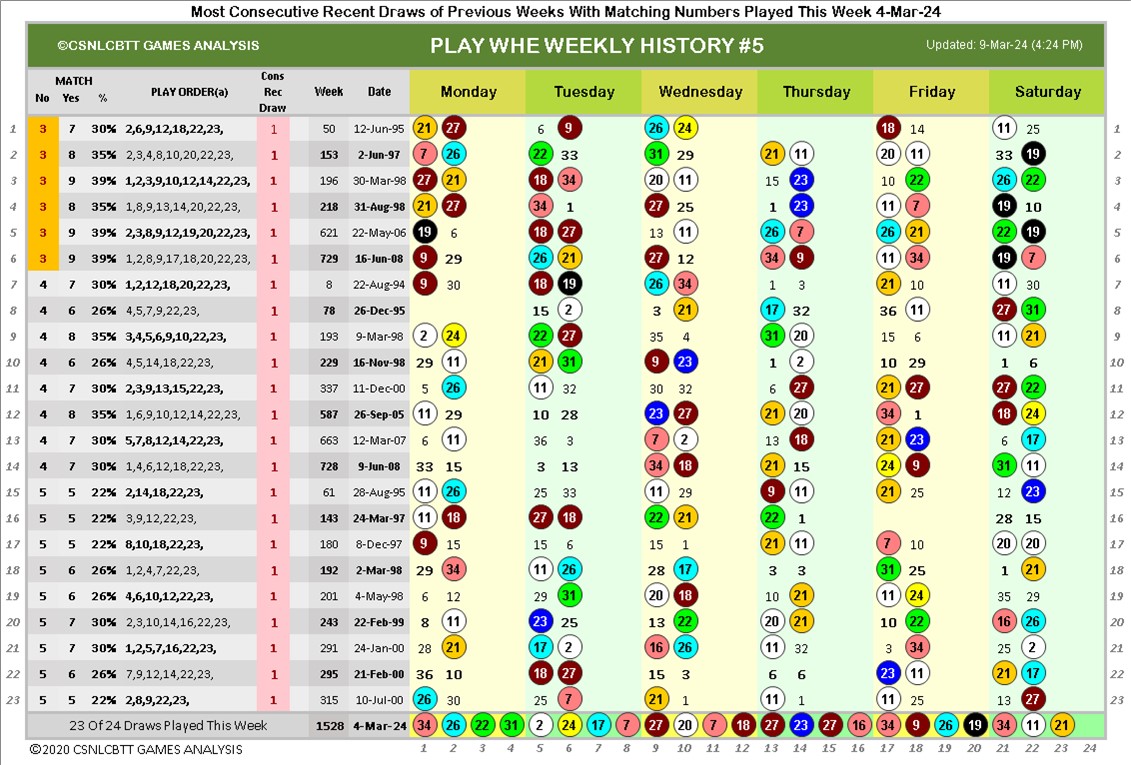 Most Consecutive Recent Draws of Previous Weeks With Matching Numbers Played This Week 4-Mar-24
©CSNLCBTT GAMES ANALYSIS PLAY WHE WEEKLY HISTORY #5 Updated: 9-Mar-24 (4:24 PM)
No MATCH Yes % PLAY ORDER(a) Cons Rec Draw Week Date Monday Tuesday Wednesday Thursday Friday Saturday
1 3 7 30% 2,6,9,12,18,22,23, 1 50 12-Jun-95 21 27 6 9 26 24 18 14 11 25 1
2 3 8 35% 2,3,4,8,10,20,22,23, 1 153 2-Jun-97 7 26 22 33 31 29 21 11 20 11 33 19 2
3 3 9 39% 1,2,3,9,10,12,14,22,23, 1 196 30-Mar-98 27 21 18 34 20 11 15 23 10 22 26 22 3
4 3 8 35% 1,8,9,13,14,20,22,23, 1 218 31-Aug-98 21 27 34 1 27 25 1 23 11 7 19 10 4
5 3 9 39% 2,3,8,9,12,19,20,22,23, 1 621 22-May-06 19 6 18 27 13 11 26 7 26 21 22 19 5
6 3 9 39% 1,2,8,9,17,18,20,22,23, 1 729 16-Jun-08 9 29 26 21 27 12 34 9 11 34 19 7 6
7 4 7 30% 1,2,12,18,20,22,23, 1 8 22-Aug-94 9 30 18 19 26 34 1 3 21 10 11 30 7
8 4 6 26% 4,5,7,9,22,23, 1 78 26-Dec-95 15 2 3 21 17 32 36 11 27 31 8
9 4 8 35% 3,4,5,6,9,10,22,23, 1 193 9-Mar-98 2 24 22 27 35 4 31 20 15 6 11 21 9
10 4 6 26% 4,5,14,18,22,23, 1 229 16-Nov-98 29 11 21 31 9 23 1 2 10 29 1 6 10
11 4 7 30% 2,3,9,13,15,22,23, 1 337 11-Dec-00 5 26 11 32 30 32 6 27 21 27 27 22 11
12 4 8 35% 1,6,9,10,12,14,22,23, 1 587 26-Sep-05 11 29 10 28 23 27 21 20 34 1 18 24 12
13 4 7 30% 5,7,8,12,14,22,23, 1 663 12-Mar-07 6 11 36 3 7 2 13 18 21 23 6 17 13
14 4 7 30% 1,4,6,12,18,22,23, 1 728 9-Jun-08 33 15 3 13 34 18 21 15 24 9 31 11 14
15 5 5 22% 2,14,18,22,23, 1 61 28-Aug-95 11 26 25 33 11 29 9 11 21 25 12 23 15
16 5 5 22% 3,9,12,22,23, 1 143 24-Mar-97 11 18 27 18 22 21 22 1 28 15 16
17 5 5 22% 8,10,18,22,23, 1 180 8-Dec-97 9 15 15 6 15 1 21 11 7 10 20 20 17
18 5 6 26% 1,2,4,7,22,23, 1 192 2-Mar-98 29 34 11 26 28 17 3 3 31 25 1 21 18
19 5 6 26% 4,6,10,12,22,23, 1 201 4-May-98 6 12 29 31 20 18 10 21 11 24 35 29 19
20 5 7 30% 2,3,10,14,16,22,23, 1 243 22-Feb-99 8 11 23 25 13 22 20 21 10 22 16 26 20
21 5 7 30% 1,2,5,7,16,22,23, 1 291 24-Jan-00 28 21 17 2 16 26 11 32 3 34 25 2 21
22 5 6 26% 7,9,12,14,22,23, 1 295 21-Feb-00 36 10 18 27 15 3 6 6 23 11 21 17 22
23 5 5 22% 2,8,9,22,23, 1 315 10-Jul-00 26 30 25 7 21 1 11 1 11 25 13 27 23
23 Of 24 Draws Played This Week 1528 4-Mar-24 34 26 22 31 2 24 17 7 27 20 7 12 27 23 27 16 34 9 26 19 34 11 21
©2020 CSNLCBTT GAMES ANALYSIS 1 2 3 4 5 6 7 8 9 10 11 12 13 14 15 16 17 18 19 20 21 22 23 24